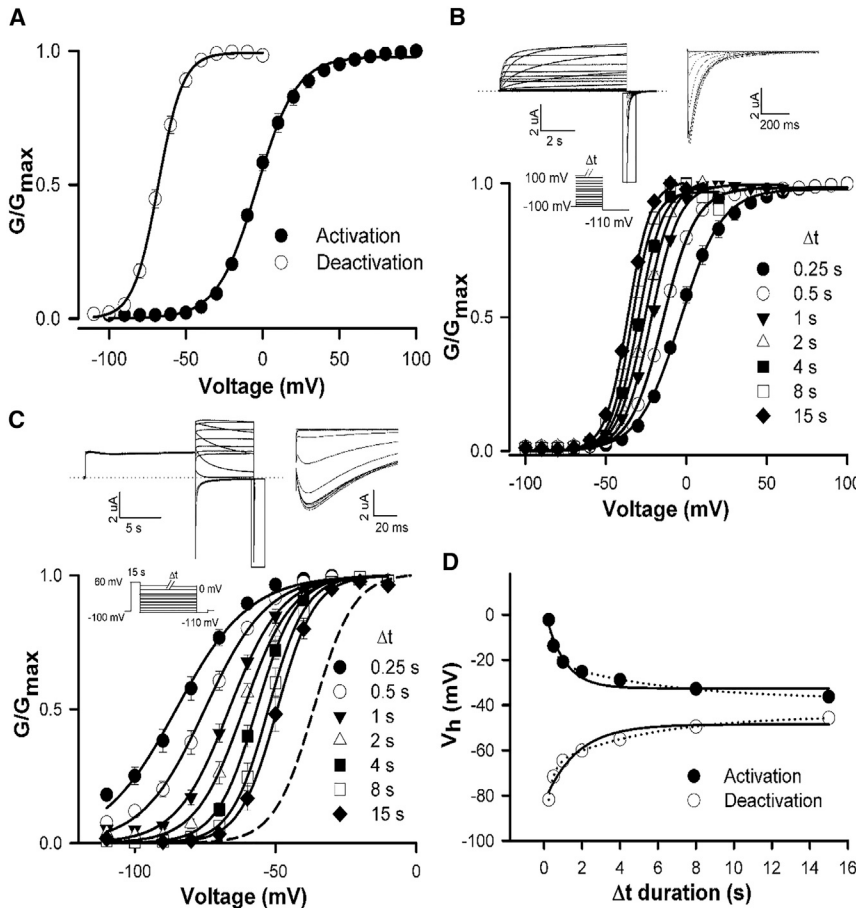 A
1.0
0.5
0.0
G/Gmax
Activation
Deactivation
-100
-50
0
50
100
Voltage (mV)
B
2 uA
2 s
2 uA
200 ms
Δt
100 mV
-100 mV
-110 mV
1.0
0.5
0.0
G/Gmax
Δt
0.25 s
0.5 s
1 s
2 s
4 s
8 s
15 s
-100
-50
0
50
100
Voltage (mV)
C
2 uA
5 s
2 uA
20 ms
15 s
Δt
80 mV
0 mV
-100 mV
-110 mV
1.0
0.5
0.0
G/Gmax
Δt
0.25 s
0.5 s
1 s
2 s
4 s
8 s
15 s
-100
-50
0
Voltage (mV)
D
0
-20
-40
-60
-80
-100
Vh (mV)
Activation
Deactivation
0
2
4
6
8
10
12
14
16
Δt duration (s)